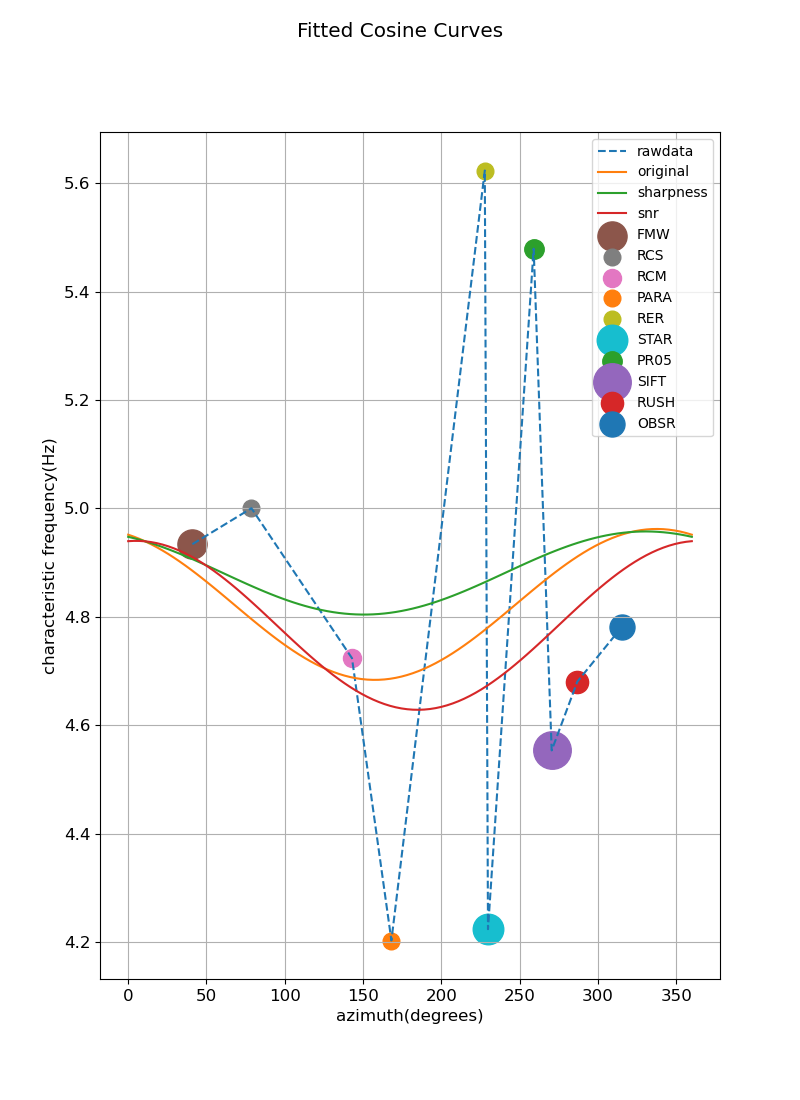 Fitted Cosine Curves
rawdata
original
sharpness
snr
FMW
RCS
RCM
PARA
RER
STAR
PR05
SIFT
RUSH
OBSR
5.6
5.4
5.2
5.0
4.8
4.6
4.4
4.2
characteristic frequency(Hz)
0 50 100 150 200 250 300 350
azimuth(degrees)